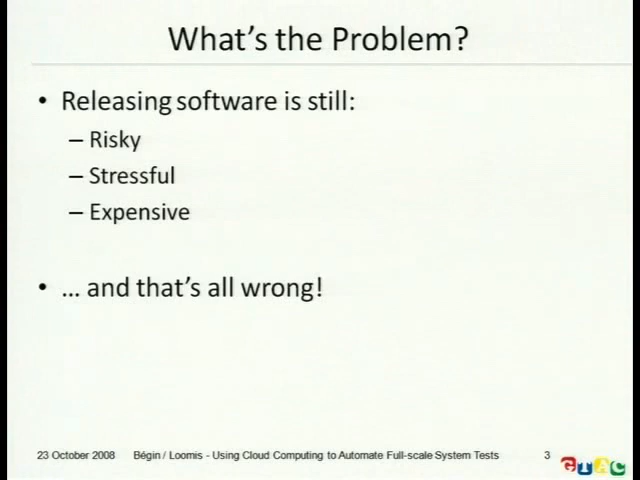 What's the Problem?
• Releasing software is still:
– Risky
– Stressful
– Expensive
• ... and that's all wrong!
23 October 2008 Bégin / Loomis - Using Cloud Computing to Automate Full-scale System Tests 3
GTAC